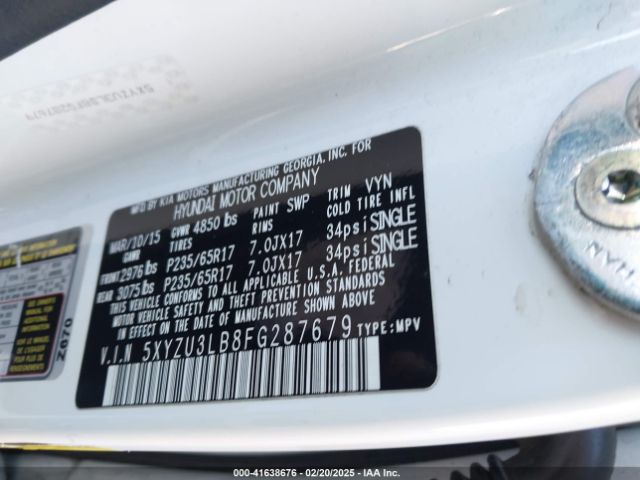 5XYZU3LB8FG287679
MFD BY KIA MOTORS MANUFACTURING GEORGIA, INC. FOR
HYUNDAI MOTOR COMPANY
MAR/10/15 GVWR 4850 lbs PAINT SWP TRIM VYN
GAWR TIRES RIMS COLD TIRE INFL
FRONT 2976 lbs P235/65R17 7.0JX17 34psi SINGLE
REAR 3075 lbs P235/65R17 7.0JX17 34psi SINGLE
THIS VEHICLE CONFORMS TO ALL APPLICABLE U.S.A. FEDERAL
MOTOR VEHICLE SAFETY AND THEFT PREVENTION STANDARDS
IN EFFECT ON THE DATE OF MANUFACTURE SHOWN ABOVE.
V.I.N 5XYZU3LB8FG287679 TYPE: MPV
Z670
HAN
000-41638676 • 02/20/2025 • IAA Inc.